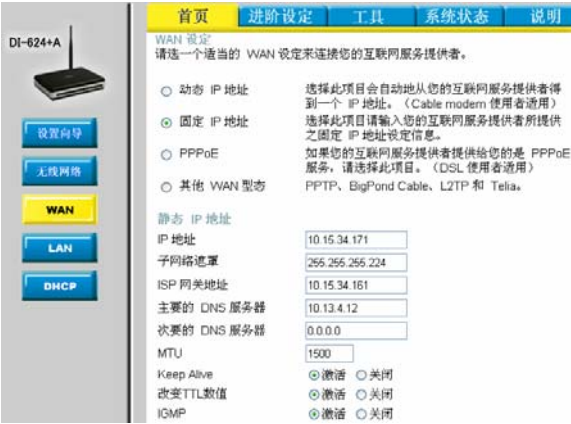 首页 进阶设定 工具 系统状态 说明
DI-624+A
设置向导
无线网络
WAN
LAN
DHCP
WAN 设定
请选一个适当的 WAN 设定来连接您的互联网服务提供者。
动态 IP 地址 选择此项目会自动地从您的互联网服务提供者得
到一个 IP 地址。（Cable modem 使用者适用）
固定 IP 地址 选择此项目请输入您的互联网服务提供者所提供
之固定 IP 地址设定信息。
PPPoE 如果您的互联网服务提供者提供给您的是 PPPoE
服务，请选择此项目。（DSL 使用者适用）
其他 WAN 型态 PPTP、BigPond Cable、L2TP 和 Telia。
静态 IP 地址
IP 地址 10.15.34.171
子网络遮罩 255.255.255.224
ISP 网关地址 10.15.34.161
主要的 DNS 服务器 10.13.4.12
次要的 DNS 服务器 0.0.0.0
MTU 1500
Keep Alive 激活 关闭
改变TTL数值 激活 关闭
IGMP 激活 关闭